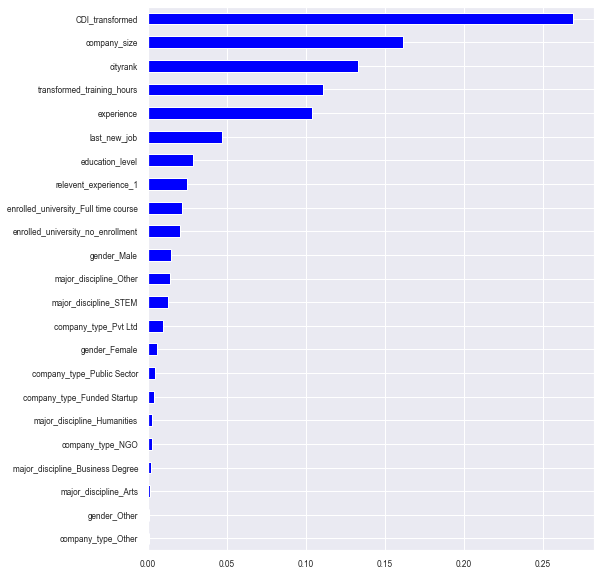 CDI_transformed
company_size
cityrank
transformed_training_hours
experience
last_new_job
education_level
relevent_experience_1
enrolled_university_Full time course
enrolled_university_no_enrollment
gender_Male
major_discipline_Other
major_discipline_STEM
company_type_Pvt Ltd
gender_Female
company_type_Public Sector
company_type_Funded Startup
major_discipline_Humanities
company_type_NGO
major_discipline_Business Degree
major_discipline_Arts
gender_Other
company_type_Other
0.00 0.05 0.10 0.15 0.20 0.25